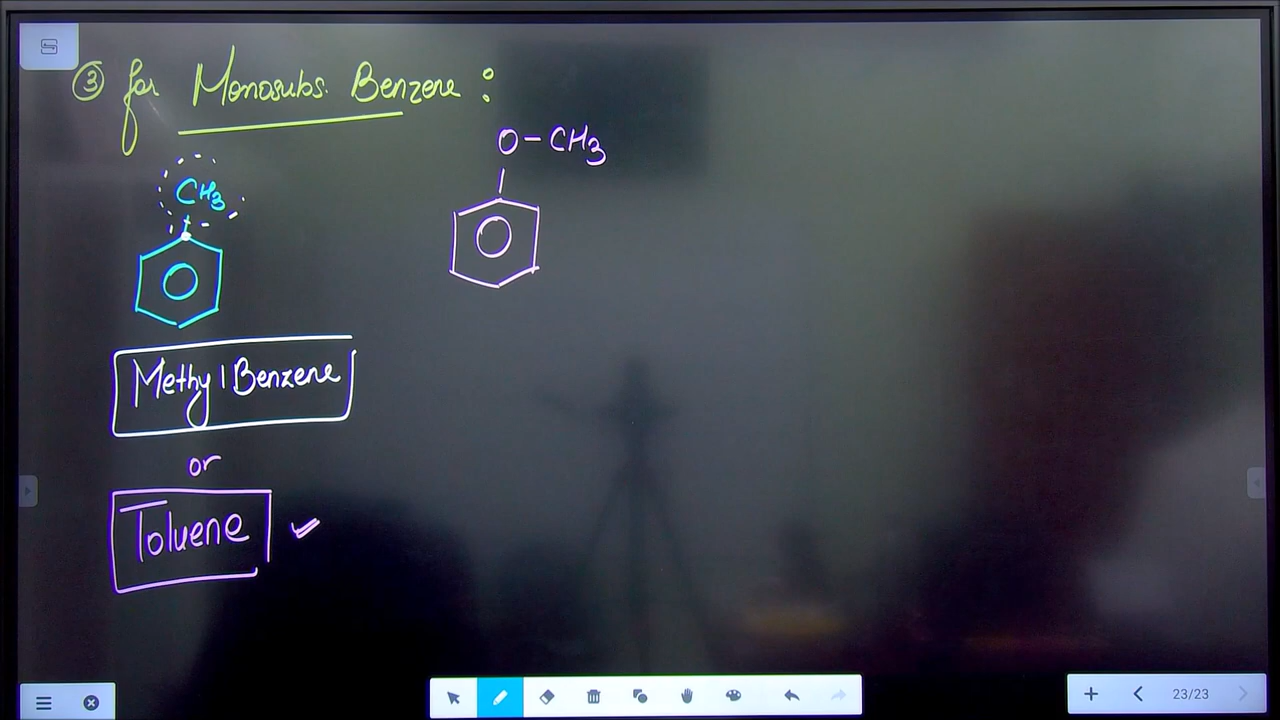 ③ for Monosubs. Benzene :
O-CH3
CH3
Methyl Benzene
or
Toluene ✓
23/23